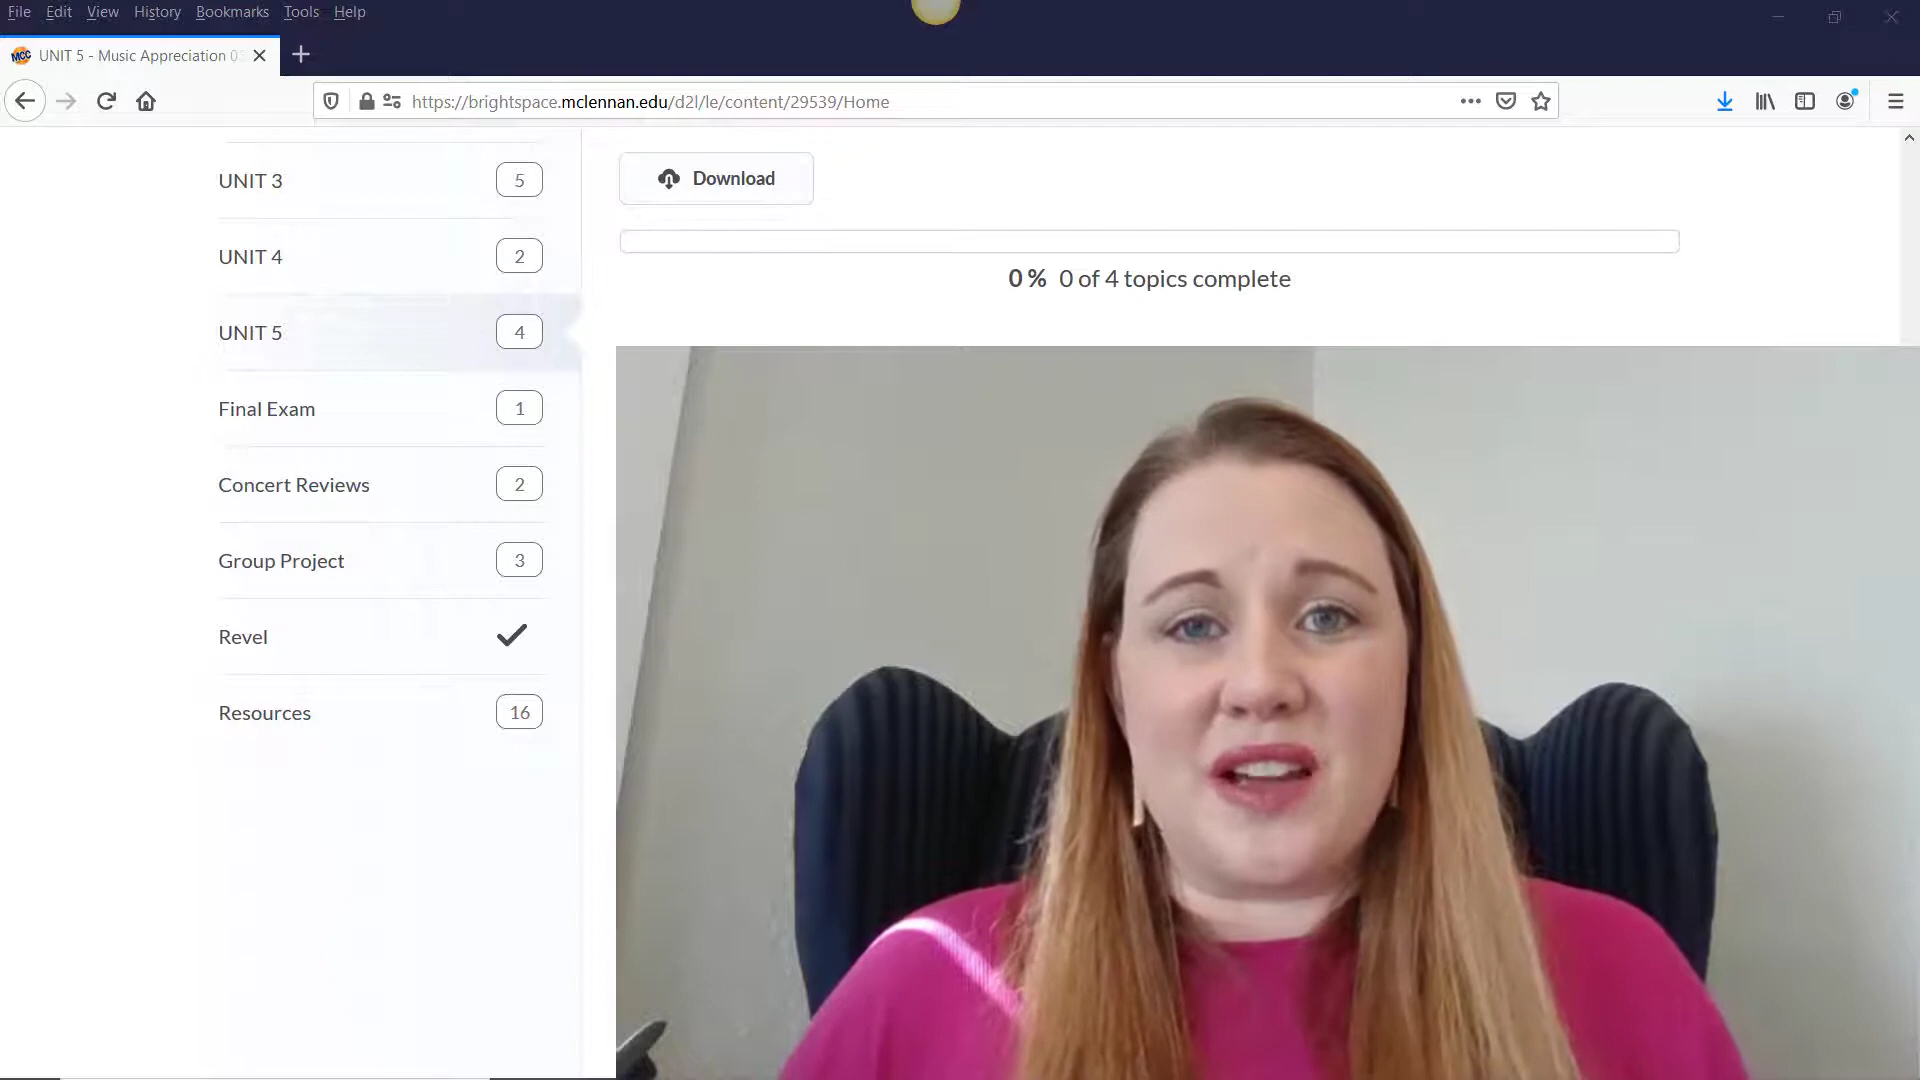 File Edit View History Bookmarks Tools Help
MCC UNIT 5 - Music Appreciation 03
https://brightspace.mclennan.edu/d2l/le/content/29539/Home
Download
UNIT 3 5
UNIT 4 2
0 % 0 of 4 topics complete
UNIT 5 4
Final Exam 1
Concert Reviews 2
Group Project 3
Revel
Resources 16